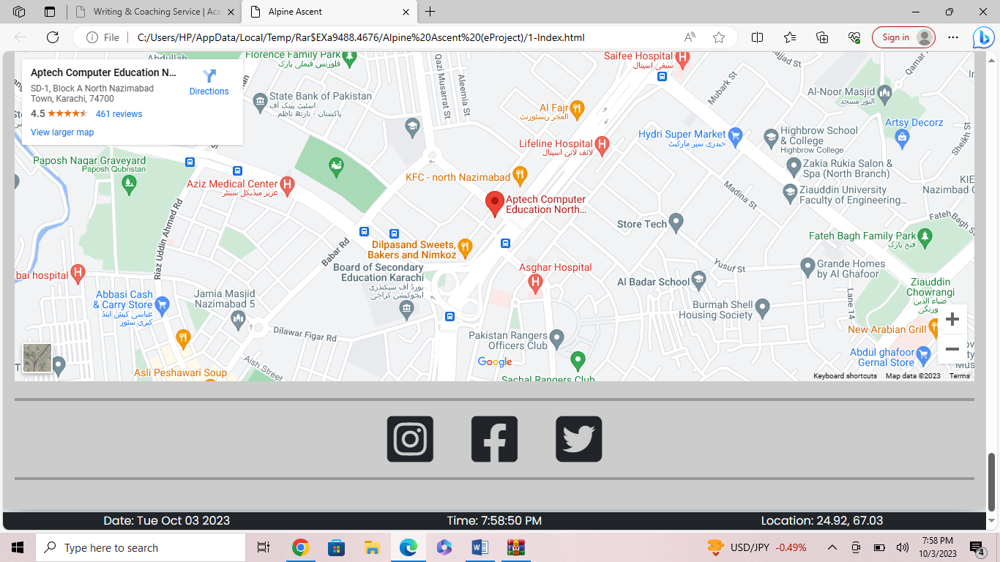 Writing & Coaching Service | Aca
Alpine Ascent
File
C:/Users/HP/AppData/Local/Temp/Rar$EXa9488.4676/Alpine%20Ascent%20(eProject)/1-Index.html
Sign in
Aptech Computer Education N...
SD-1, Block A North Nazimabad
Town, Karachi, 74700
4.5
461 reviews
View larger map
Directions
Abdullah
Florence Family Park
فلورنس فیملی پارک
State Bank of Pakistan
اسٹیٹ بینک آف
پاکستان - نارتھ ناظم...
Qazi Musarrat St
Aleemia St
Saifee Hospital
سیفی اسپتال
Mubark St
Qamar
Al-Noor Masjid
النور مسجد
Artsy Decorz
Al Fajr
الفجر ریسٹورنٹ
Lifeline Hospital
لائف لائن اسپتال
Hydri Super Market
حیدری سپر مارکیٹ
Highbrow School
& College
Highbrow College
Sheikh St
Paposh Nagar Graveyard
Paposh Qubristan
Aziz Medical Center
عزیز میڈیکل سینٹر
KFC - north Nazimabad
Zakia Rukia Salon &
Spa (North Branch)
Ziauddin University
Faculty of Engineering...
Madina St
Aptech Computer
Education North...
Store Tech
Riaz Uddin Ahmed Rd
Babar Rd
Dilpasand Sweets,
Bakers and Nimkoz
Fateh Bagh Family Park
فتح پارک
Board of Secondary
Education Karachi
بورڈ آف سیکنڈری
ایجوکیشن کراچی
Asghar Hospital
Yusuf St
Grande Homes
by Al Ghafoor
bai hospital
Al Badar School
Ziauddin
Chowrangi
Abbasi Cash
& Carry Store
عباسی کیش اینڈ
کیری سٹور
Jamia Masjid
Nazimabad 5
Burmah Shell
Housing Society
Lane 14
Dilawar Figar Rd
Pakistan Rangers
Officers Club
New Arabian Grill
Aish Street
Abdul ghafoor
Gernal Store
Asli Peshawari Soup
Google
Sachal Rangers Club
Keyboard shortcuts
Map data ©2023
Terms
Date: Tue Oct 03 2023
Time: 7:58:50 PM
Location: 24.92, 67.03
Type here to search
USD/JPY -0.49%
7:58 PM
10/3/2023
4